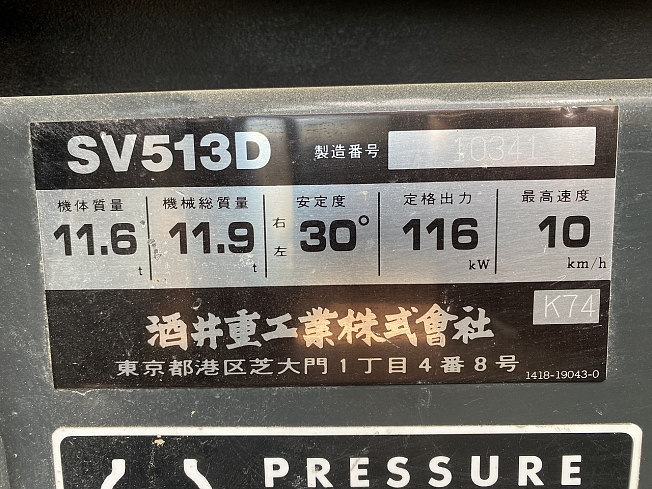 SV513D 製造番号 10341
機体質量 機械総質量 安定度 定格出力 最高速度
11.6 t 11.9 t 右 左 30° 116 kW 10 km/h
K74
酒井重工業株式會社
東京都港区芝大門1丁目4番8号 1418-19043-0
PRESSURE